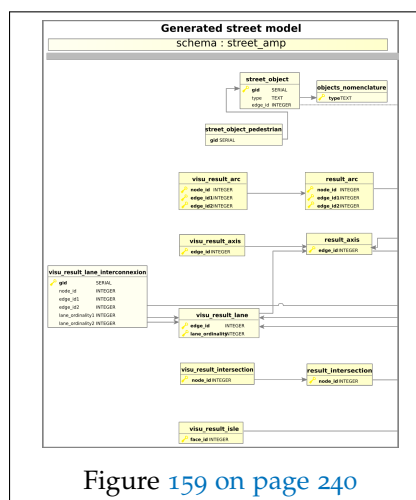 Generated street model
schema : street_amp
street_object
gid SERIAL
type TEXT
edge_id INTEGER
objects_nomenclature
type TEXT
street_object_pedestrian
gid SERIAL
visu_result_arc
node_id INTEGER
edge_id1 INTEGER
edge_id2 INTEGER
result_arc
node_id INTEGER
edge_id1 INTEGER
edge_id2 INTEGER
visu_result_axis
edge_id INTEGER
result_axis
edge_id INTEGER
visu_result_lane_interconnexion
gid SERIAL
node_id INTEGER
edge_id1 INTEGER
edge_id2 INTEGER
lane_ordinality1 INTEGER
lane_ordinality2 INTEGER
visu_result_lane
edge_id INTEGER
lane_ordinality INTEGER
visu_result_intersection
node_id INTEGER
result_intersection
node_id INTEGER
visu_result_isle
face_id INTEGER
Figure 159 on page 240